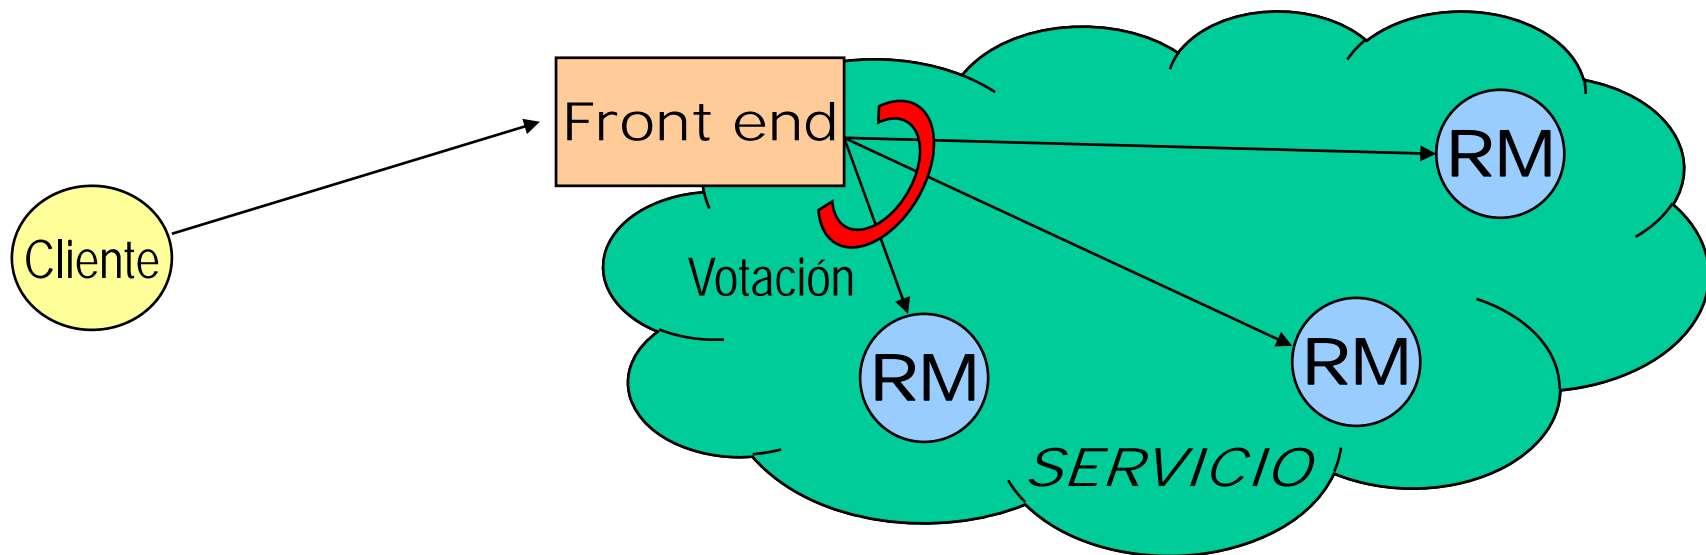 Front end
RM
Cliente
Votación
RM
RM
SERVICIO